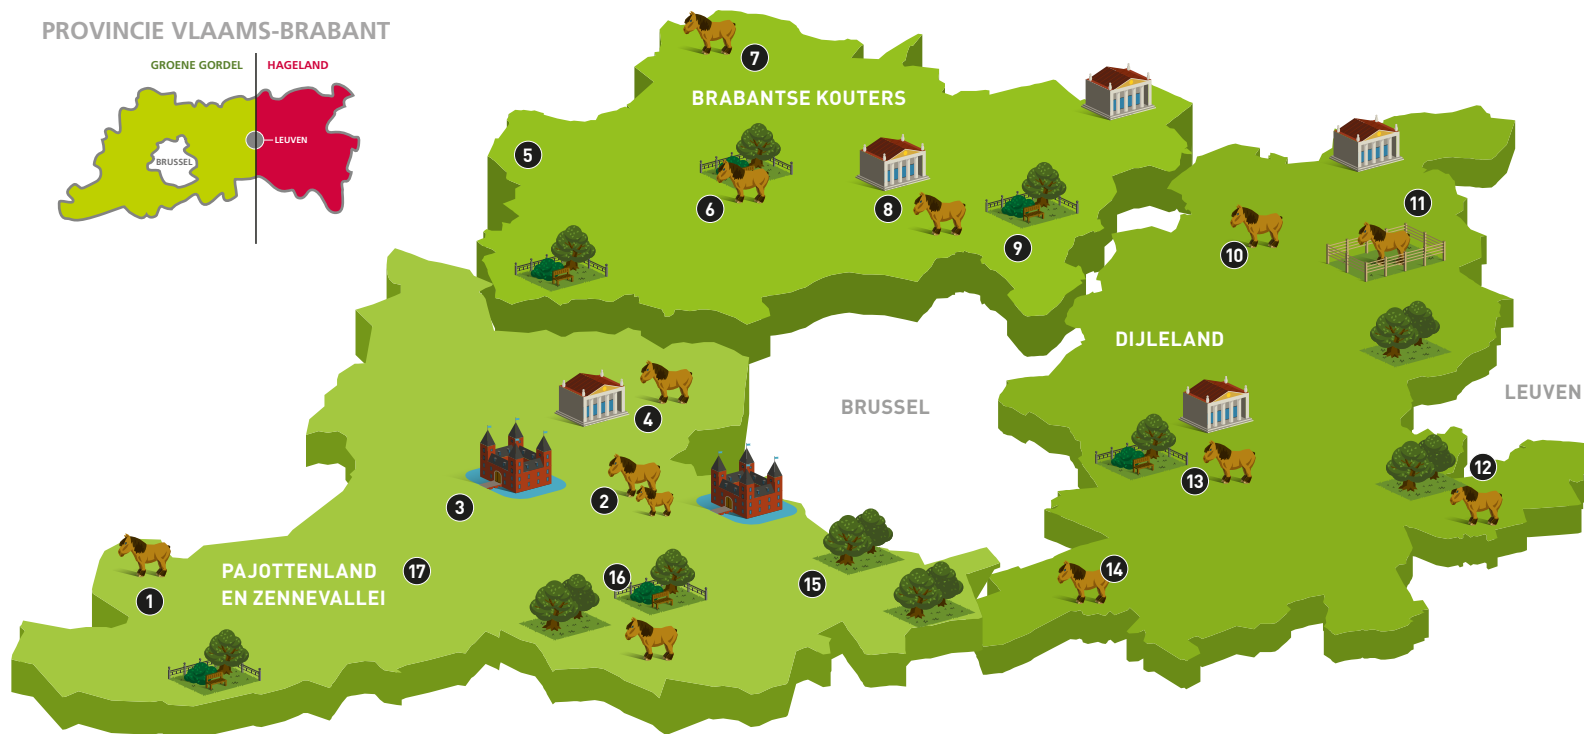 PROVINCIE VLAAMS-BRABANT
GROENE GORDEL
HAGELAND
LEUVEN
BRUSSEL
7
BRABANTSE KOUTERS
5
6
8
9
10
11
DIJLELAND
BRUSSEL
LEUVEN
4
3
2
12
13
14
PAJOTTENLAND
EN ZENNEVALLEI
17
16
15
1